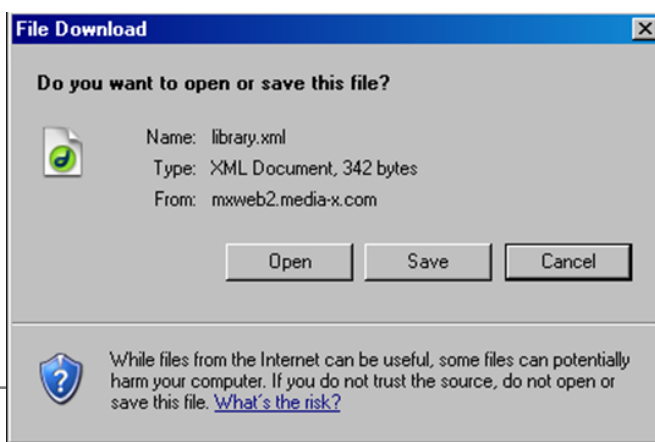 File Download
Do you want to open or save this file?
Name: library.xml
Type: XML Document, 342 bytes
From: mxweb2.media-x.com
Open Save Cancel
While files from the Internet can be useful, some files can potentially
harm your computer. If you do not trust the source, do not open or
save this file. What's the risk?